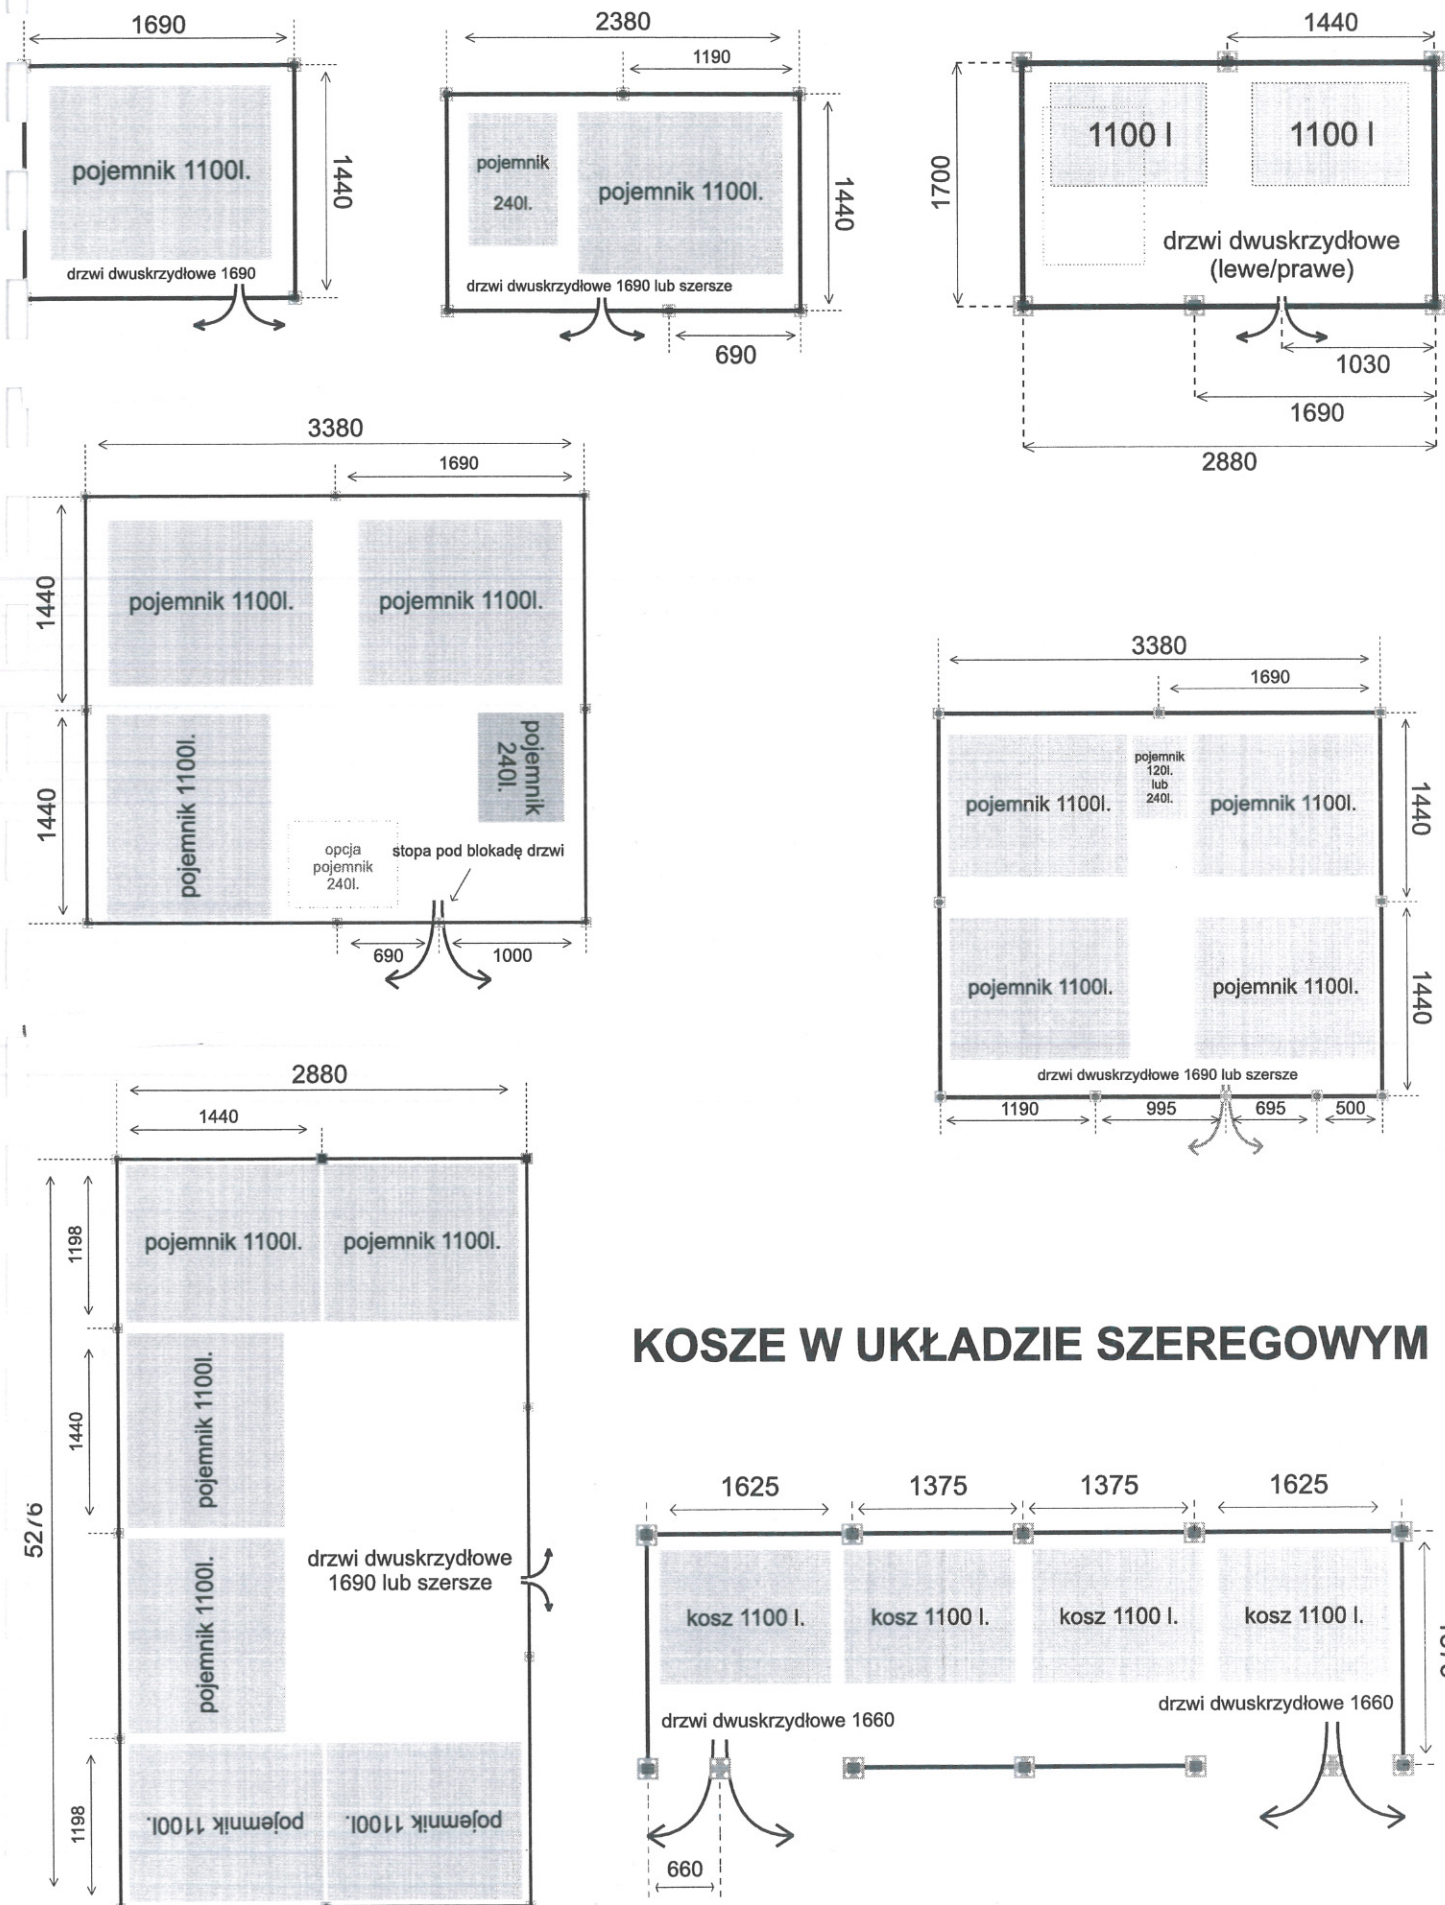 1690
1440
pojemnik 1100l.
drzwi dwuskrzydłowe 1690
2380
1190
pojemnik
240l.
pojemnik 1100l.
1440
drzwi dwuskrzydłowe 1690 lub szersze
690
1440
1700
1100 l
1100 l
drzwi dwuskrzydłowe
(lewe/prawe)
1030
1690
2880
3380
1690
1440
pojemnik 1100l.
pojemnik 1100l.
1440
pojemnik 1100l.
pojemnik
240l.
opcja
pojemnik
240l.
stopa pod blokadę drzwi
690
1000
3380
1690
pojemnik 1100l.
pojemnik
120l.
lub
240l.
pojemnik 1100l.
1440
pojemnik 1100l.
pojemnik 1100l.
1440
drzwi dwuskrzydłowe 1690 lub szersze
1190
995
695
500
2880
1440
5276
1198
pojemnik 1100l.
pojemnik 1100l.
1440
pojemnik 1100l.
pojemnik 1100l.
drzwi dwuskrzydłowe
1690 lub szersze
1198
pojemnik 1100l.
pojemnik 1100l.
KOSZE W UKŁADZIE SZEREGOWYM
1625
1375
1375
1625
kosz 1100 l.
kosz 1100 l.
kosz 1100 l.
kosz 1100 l.
drzwi dwuskrzydłowe 1660
drzwi dwuskrzydłowe 1660
660